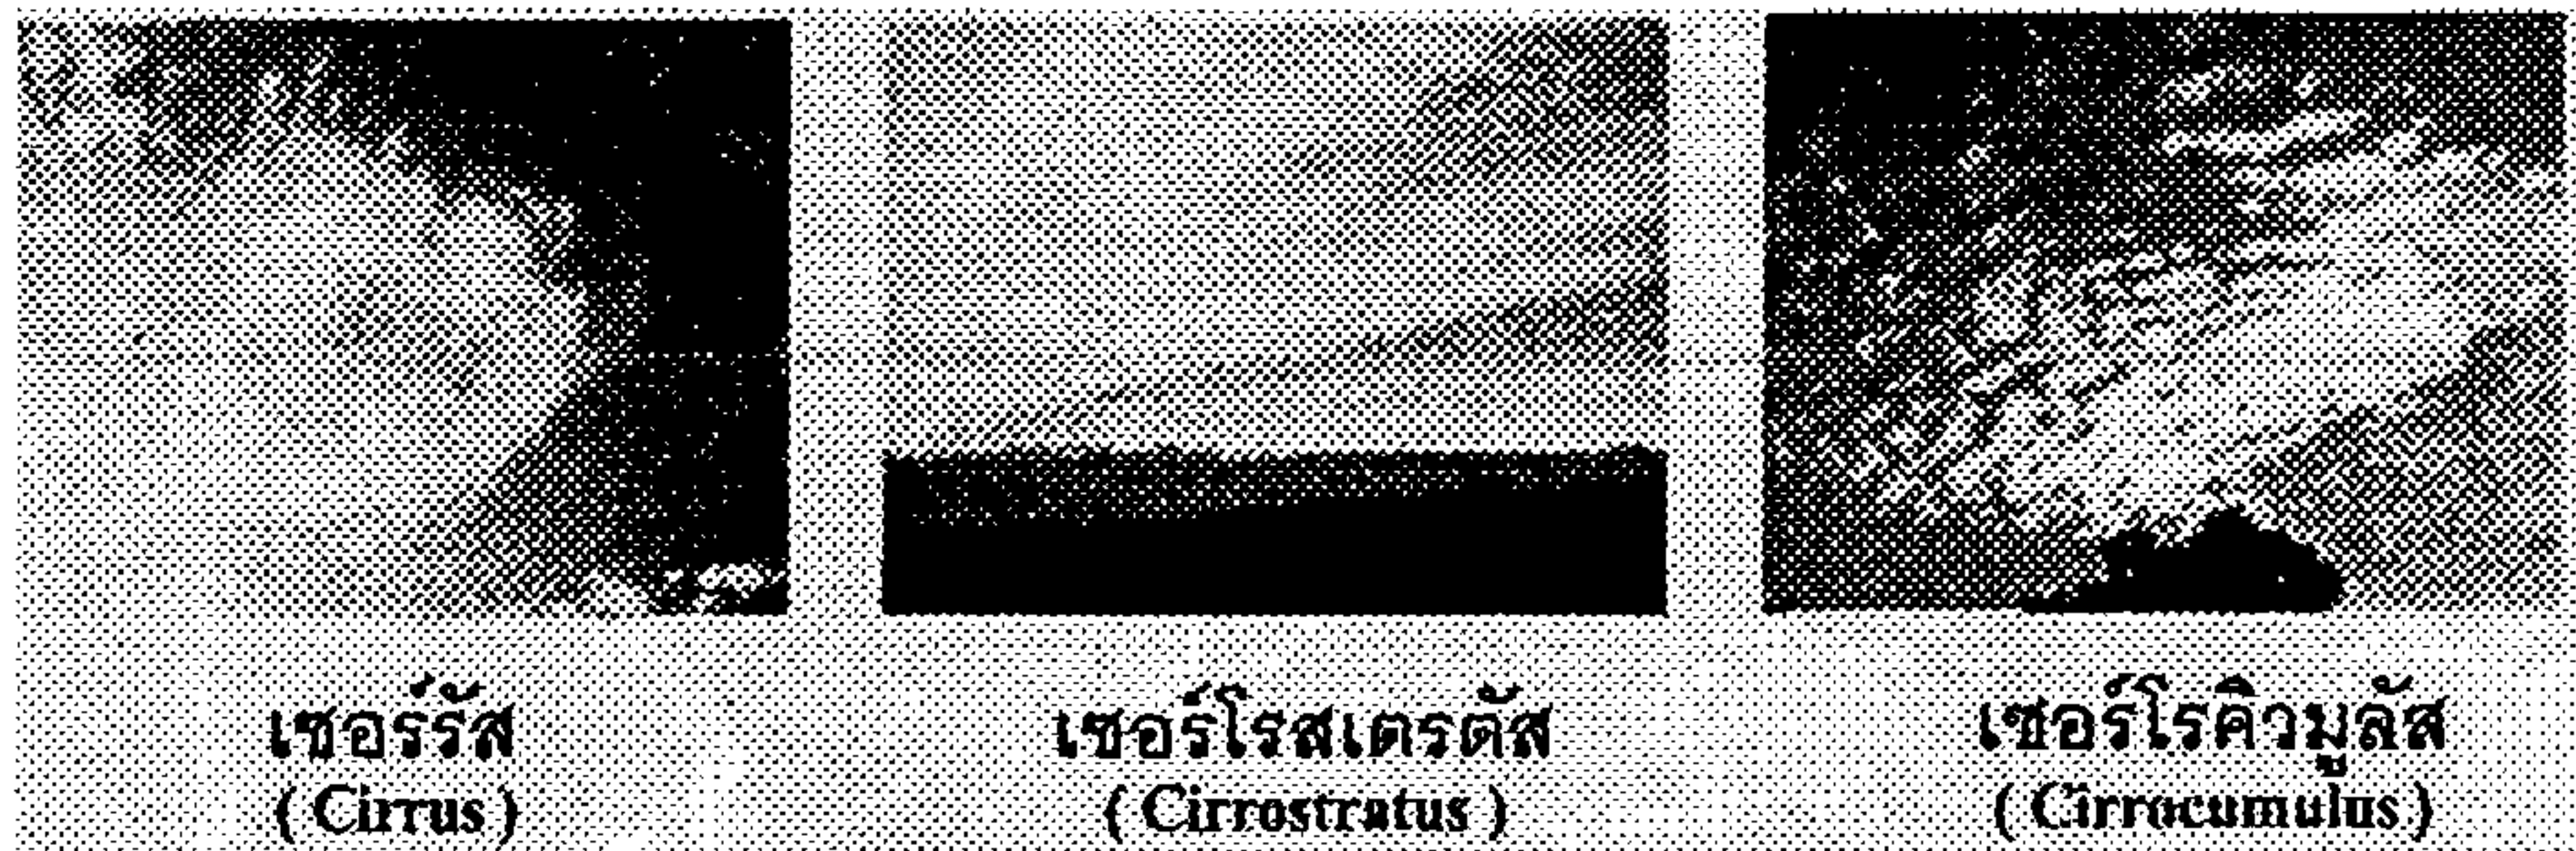 เซอร์รัส
( Cirrus )
เซอร์โรสเตรตัส
( Cirrostratus )
เซอร์โรคิวมูลัส
( Cirrocumulus )